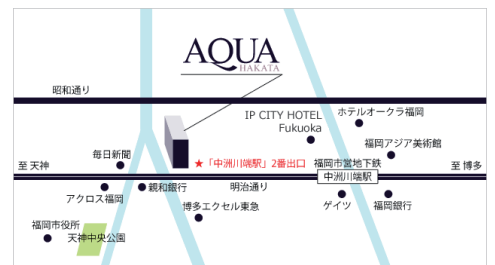 AQUA
HAKATA
昭和通り
IP CITY HOTEL
Fukuoka
ホテルオークラ福岡
福岡アジア美術館
毎日新聞
★「中洲川端駅」2番出口
福岡市営地下鉄
至 天神
至 博多
中洲川端駅
アクロス福岡
親和銀行
明治通り
博多エクセル東急
ゲイツ
福岡銀行
福岡市役所
天神中央公園